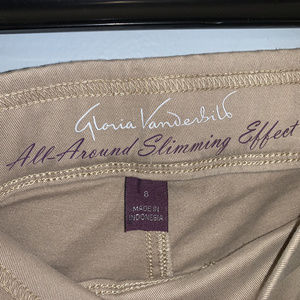 Gloria Vanderbilt
All-Around Slimming Effect
8
MADE IN
INDONESIA